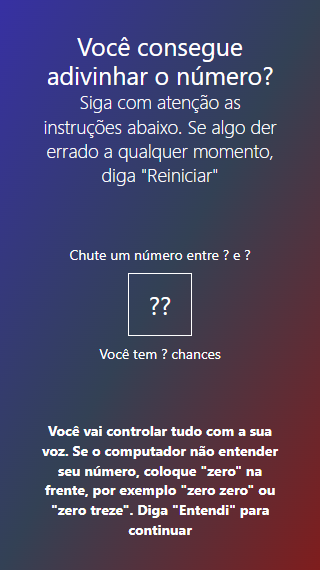 Você consegue
adivinhar o número?
Siga com atenção as
instruções abaixo. Se algo der
errado a qualquer momento,
diga "Reiniciar"
Chute um número entre ? e ?
??
Você tem ? chances
Você vai controlar tudo com a sua
voz. Se o computador não entender
seu número, coloque "zero" na
frente, por exemplo "zero zero" ou
"zero treze". Diga "Entendi" para
continuar